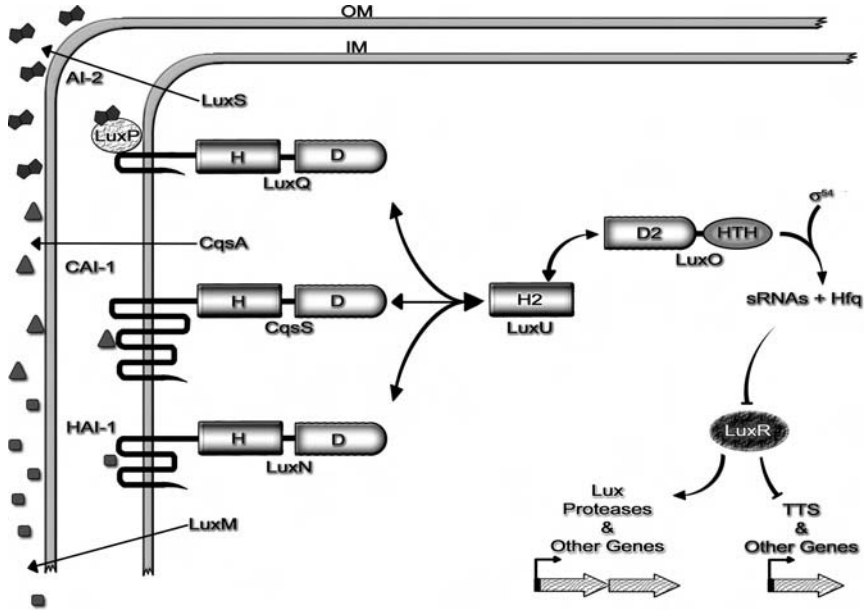 OM
IM
AI-2
LuxS
LuxP
H
D
LuxQ
CqsA
CAI-1
H
D
CqsS
HAI-1
H
D
LuxN
LuxM
H2
LuxU
D2
HTH
LuxO
σ54
sRNAs + Hfq
LuxR
Lux
Proteases
&
Other Genes
TTS
&
Other Genes